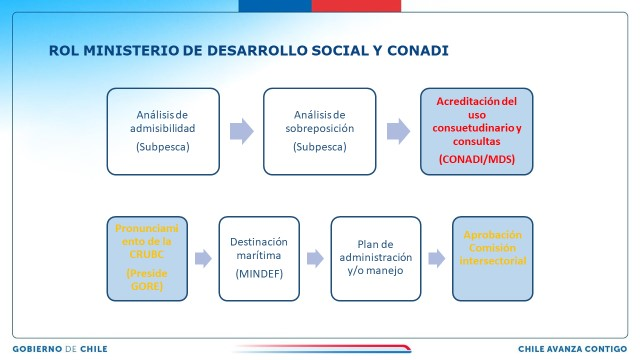 ROL MINISTERIO DE DESARROLLO SOCIAL Y CONADI
Análisis de
admisibilidad
(Subpesca)
Análisis de
sobreposición
(Subpesca)
Acreditación del
uso
consuetudinario y
consultas
(CONADI/MDS)
Pronunciami
ento de la
CRUBC
(Preside
GORE)
Destinación
marítima
(MINDEF)
Plan de
administración
y/o manejo
Aprobación
Comisión
intersectorial
GOBIERNO DE CHILE
CHILE AVANZA CONTIGO